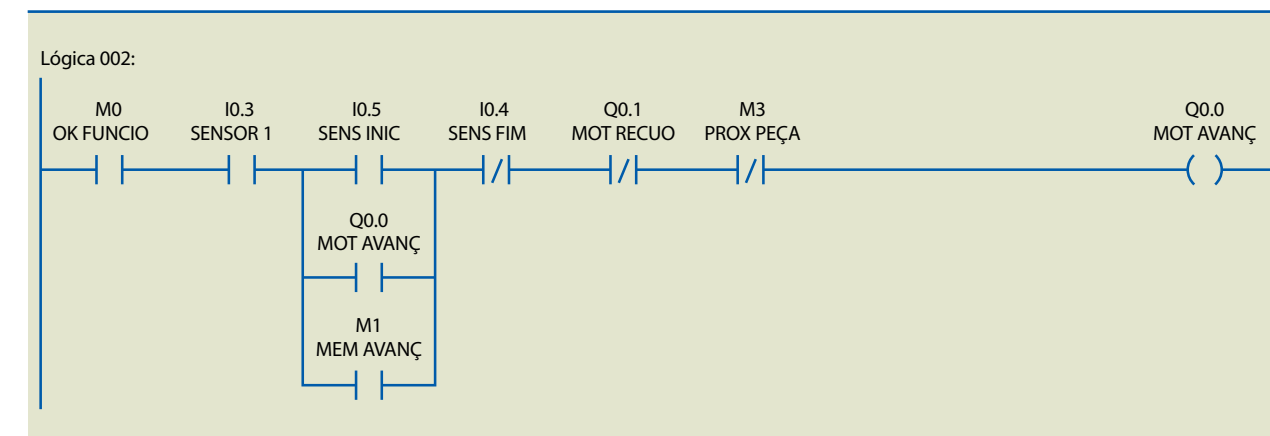 Lógica 002:
M0 I0.3 I0.5 I0.4 Q0.1 M3 Q0.0
OK FUNCIO SENSOR 1 SENS INIC SENS FIM MOT RECUO PROX PEÇA MOT AVANÇ
Q0.0
MOT AVANÇ
M1
MEM AVANÇ